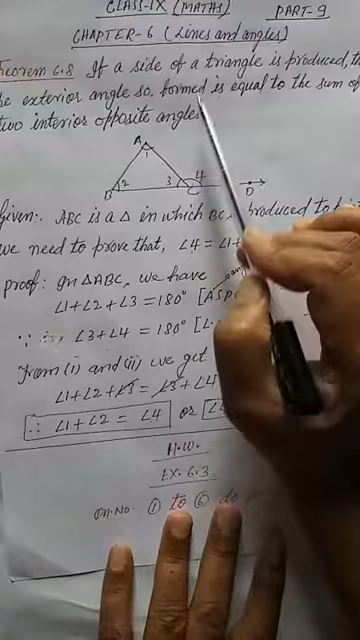 CLASS-IX (MATHS) PART-9
CHAPTER-6 (Lines and angles)
Theorem 6.8 If a side of a triangle is produced, th
he exterior angle so formed is equal to the sum of
two interior opposite angles
A
1
B 2 3 4 C D
Given:- ABC is a Δ in which BC produced to
we need to prove that, ∠4 = ∠1+
proof: In ΔABC, we have
∠1+∠2+∠3 = 180° [ASP
∠3+∠4 = 180° [L
From (i) and (ii) we get
∠1+∠2+∠3 = ∠3+∠4
∴ ∠1+∠2 = ∠4 or [∠
H.W.
EX. 6.3
Qn. No. ① to ⑥ do